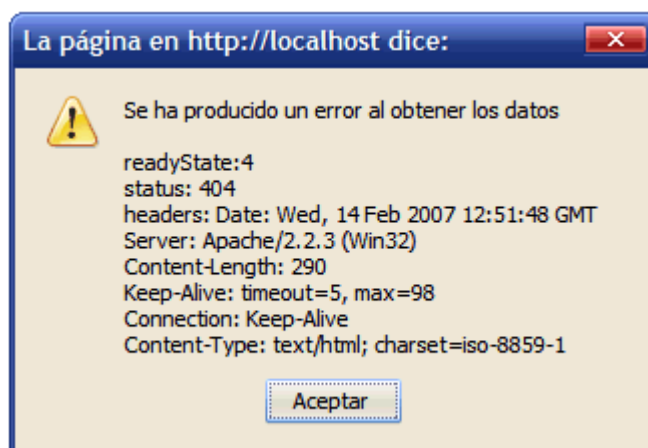 La página en http://localhost dice:
Se ha producido un error al obtener los datos
readyState:4
status: 404
headers: Date: Wed, 14 Feb 2007 12:51:48 GMT
Server: Apache/2.2.3 (Win32)
Content-Length: 290
Keep-Alive: timeout=5, max=98
Connection: Keep-Alive
Content-Type: text/html; charset=iso-8859-1
Aceptar